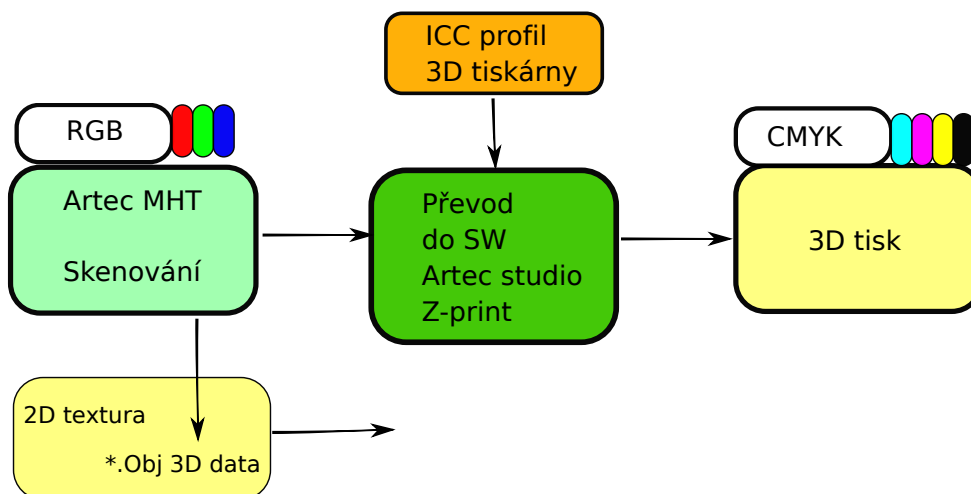 ICC profil
3D tiskárny
RGB
CMYK
Artec MHT
Skenování
Převod
do SW
Artec studio
Z-print
3D tisk
2D textura
*.Obj 3D data